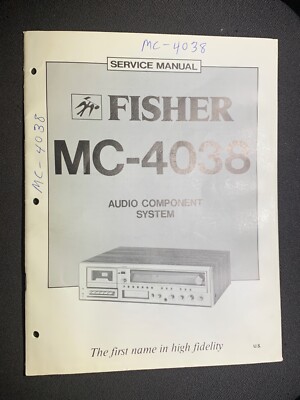 MC-4038
SERVICE MANUAL
FISHER
MC-4038
MC-4038
AUDIO COMPONENT
SYSTEM
The first name in high fidelity